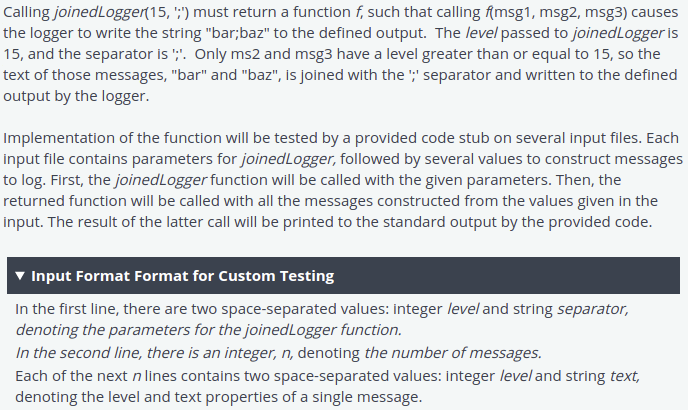 Calling joinedLogger(15, ';') must return a function f, such that calling f(msg1, msg2, msg3) causes
the logger to write the string "bar;baz" to the defined output. The level passed to joinedLogger is
15, and the separator is ';'. Only ms2 and msg3 have a level greater than or equal to 15, so the
text of those messages, "bar" and "baz", is joined with the ';' separator and written to the defined
output by the logger.
Implementation of the function will be tested by a provided code stub on several input files. Each
input file contains parameters for joinedLogger, followed by several values to construct messages
to log. First, the joinedLogger function will be called with the given parameters. Then, the
returned function will be called with all the messages constructed from the values given in the
input. The result of the latter call will be printed to the standard output by the provided code.
▼ Input Format Format for Custom Testing
In the first line, there are two space-separated values: integer level and string separator,
denoting the parameters for the joinedLogger function.
In the second line, there is an integer, n, denoting the number of messages.
Each of the next n lines contains two space-separated values: integer level and string text,
denoting the level and text properties of a single message.